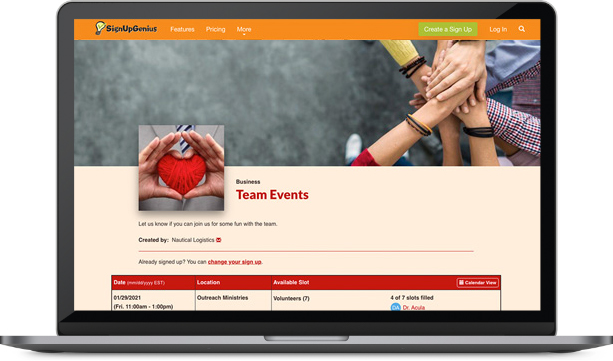 SignUpGenius Features Pricing More Create a Sign Up Log In
Business
Team Events
Let us know if you can join us for some fun with the team.
Created by: Nautical Logistics
Already signed up? You can change your sign up.
Date (mm/dd/yyyy EST) Location Available Slot Calendar View
01/29/2021 Outreach Ministries Volunteers (7) 4 of 7 slots filled
(Fri. 11:00am - 1:00pm) DA Dr. Acula